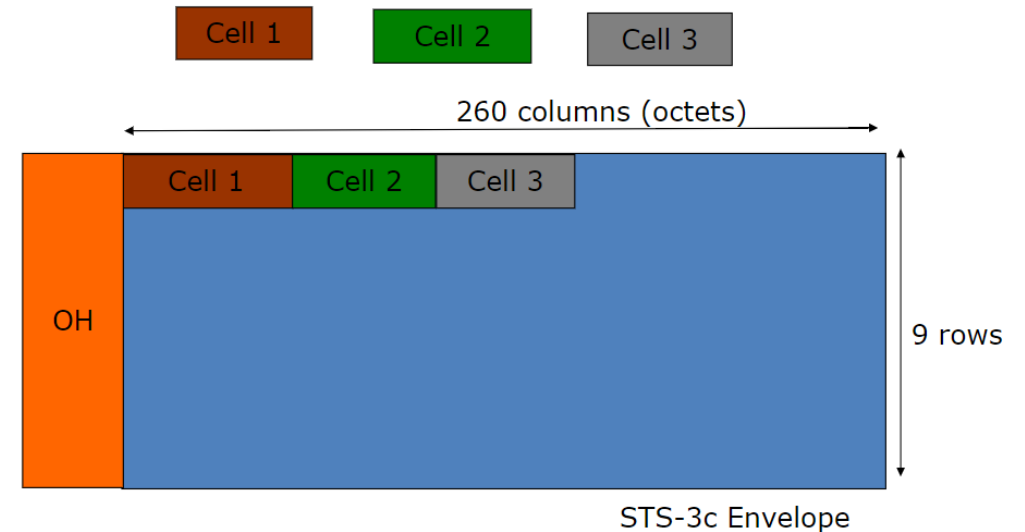 Cell 1
Cell 2
Cell 3
260 columns (octets)
Cell 1
Cell 2
Cell 3
OH
9 rows
STS-3c Envelope